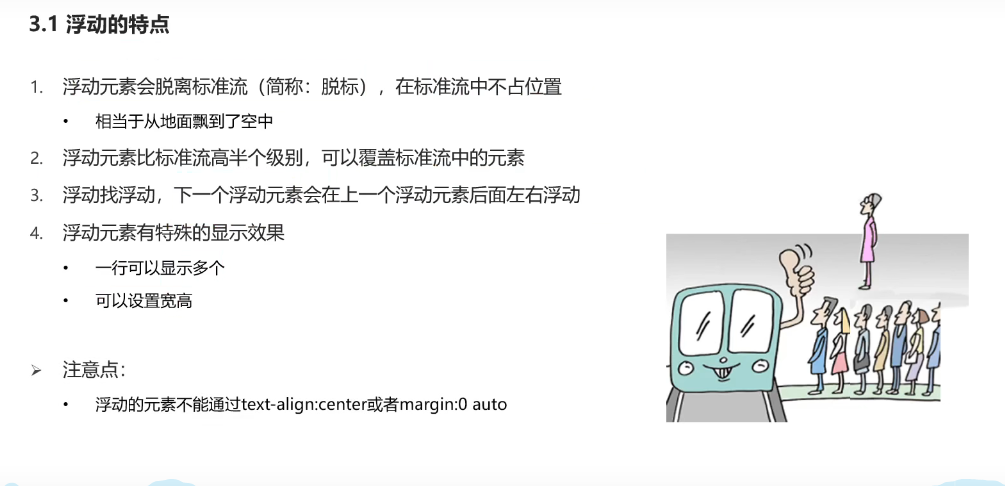 3.1 浮动的特点
1. 浮动元素会脱离标准流（简称：脱标），在标准流中不占位置
• 相当于从地面飘到了空中
2. 浮动元素比标准流高半个级别，可以覆盖标准流中的元素
3. 浮动找浮动，下一个浮动元素会在上一个浮动元素后面左右浮动
4. 浮动元素有特殊的显示效果
• 一行可以显示多个
• 可以设置宽高
➢ 注意点：
• 浮动的元素不能通过text-align:center或者margin:0 auto